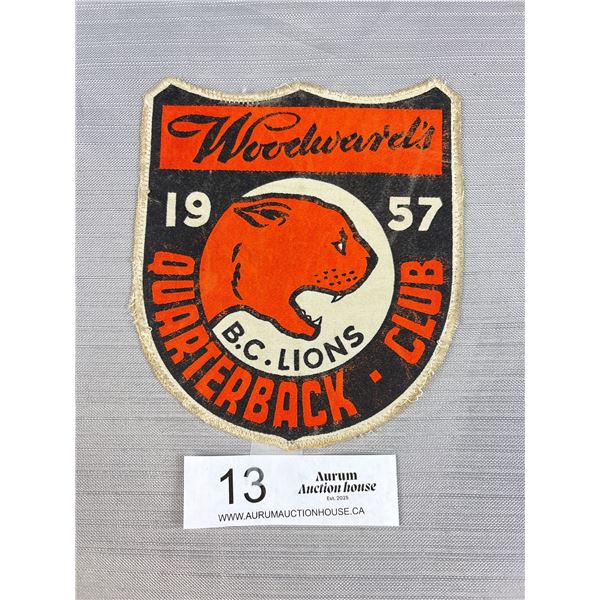 Woodward's
19 57
B.C. LIONS
QUARTERBACK · CLUB
13
Aurum
Auction house
Est. 2025
WWW.AURUMAUCTIONHOUSE.CA